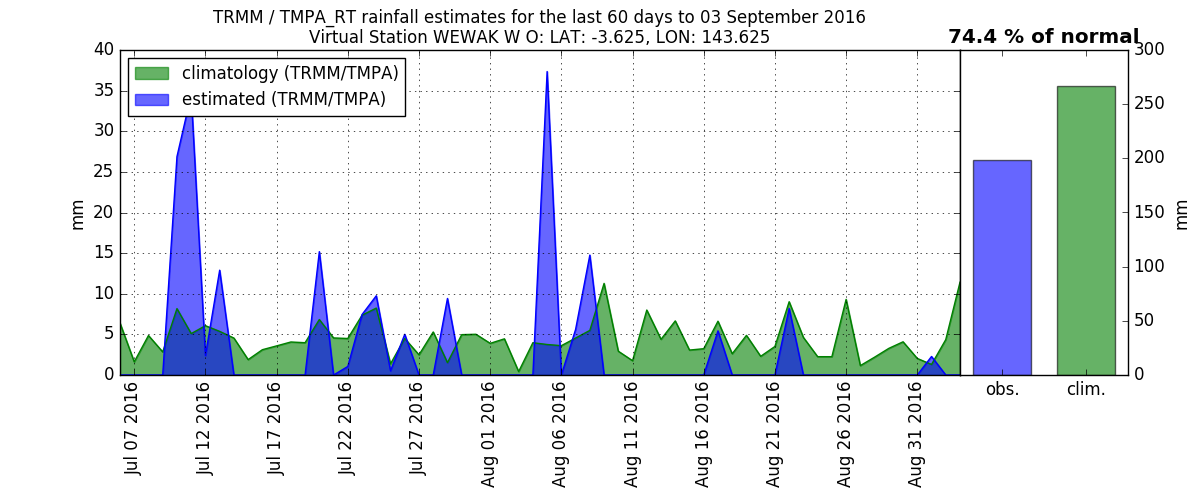 TRMM / TMPA_RT rainfall estimates for the last 60 days to 03 September 2016
Virtual Station WEWAK W O: LAT: -3.625, LON: 143.625
74.4 % of normal
climatology (TRMM/TMPA)
estimated (TRMM/TMPA)
40
35
30
25
20
15
10
5
0
mm
Jul 07 2016
Jul 12 2016
Jul 17 2016
Jul 22 2016
Jul 27 2016
Aug 01 2016
Aug 06 2016
Aug 11 2016
Aug 16 2016
Aug 21 2016
Aug 26 2016
Aug 31 2016
obs.
clim.
300
250
200
150
100
50
0
mm